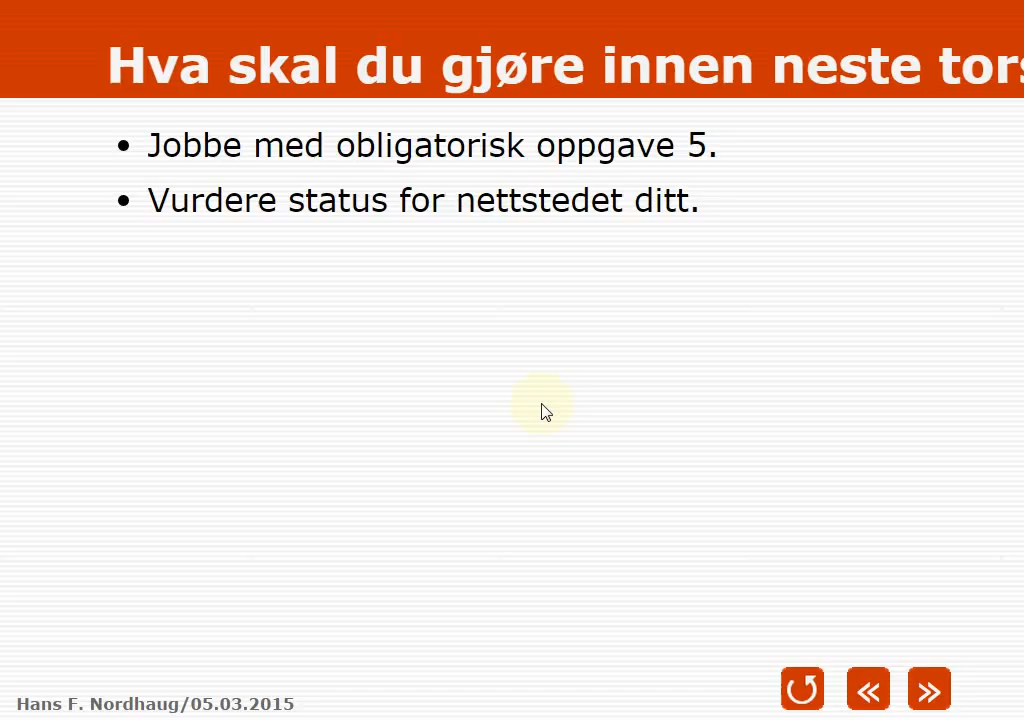 Hva skal du gjøre innen neste tors
Jobbe med obligatorisk oppgave 5.
Vurdere status for nettstedet ditt.
Hans F. Nordhaug/05.03.2015